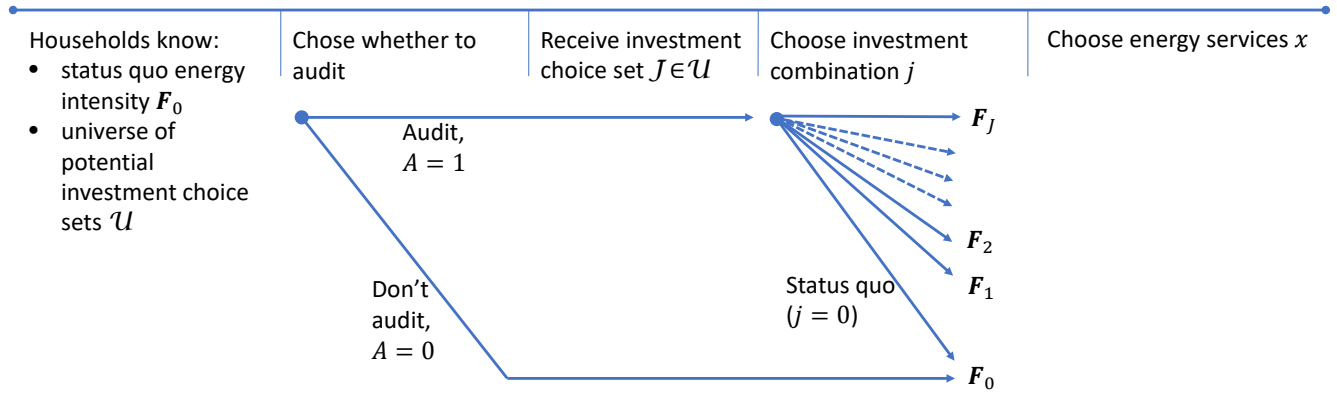 Households know:
• status quo energy
intensity F₀
• universe of
potential
investment choice
sets 𝒰
Chose whether to
audit
Receive investment
choice set J ∈ 𝒰
Choose investment
combination j
Choose energy services x
Audit,
A = 1
Don't
audit,
A = 0
Status quo
(j = 0)
F_J
F₂
F₁
F₀